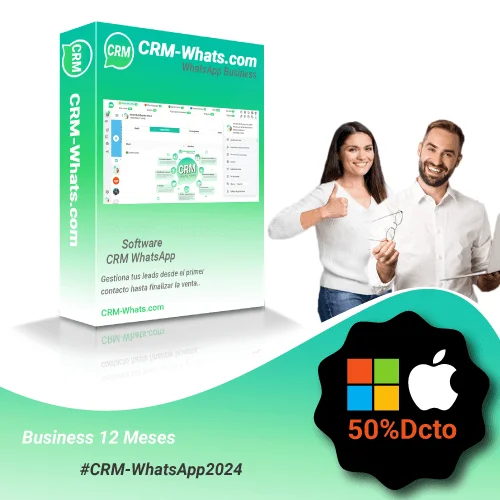 CRM
CRM-Whats.com
WhatsApp Business
CRM
CRM-Whats.com
CRM
Software
CRM WhatsApp
Gestiona tus leads desde el primer
contacto hasta finalizar la venta..
CRM-Whats.com
50%Dcto
Business 12 Meses
#CRM-WhatsApp2024